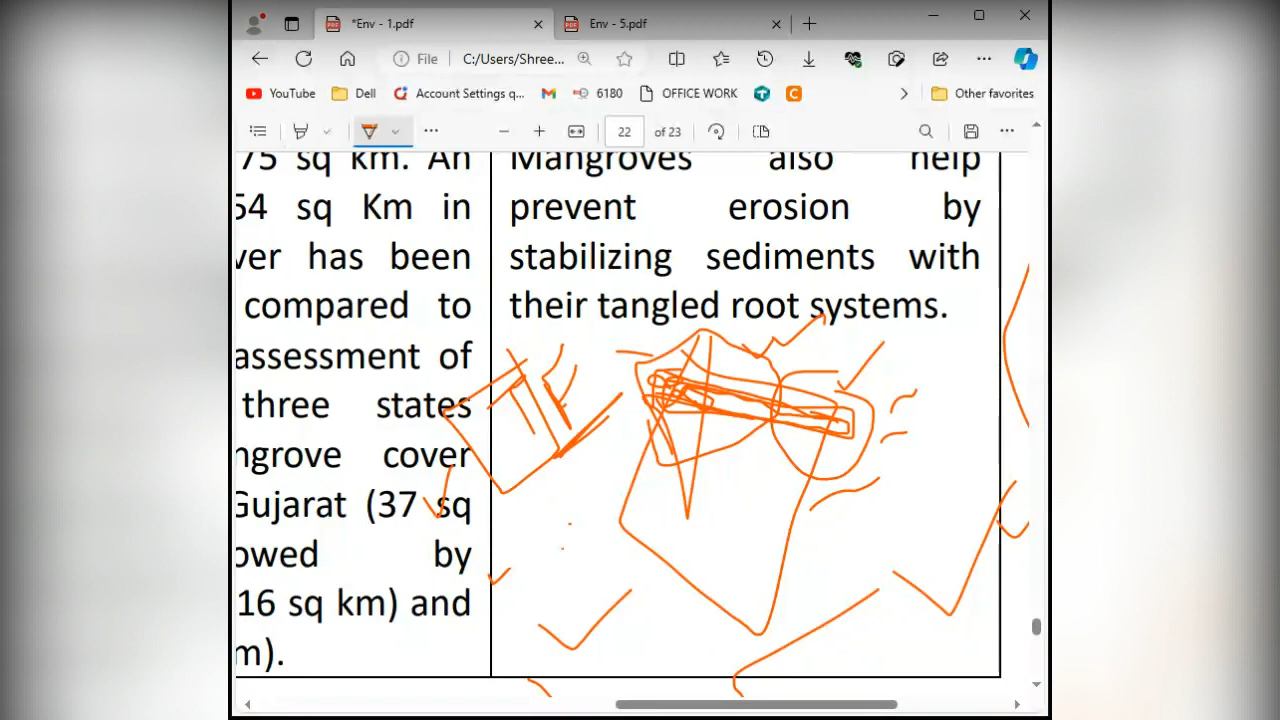 *Env - 1.pdf
Env - 5.pdf
File
C:/Users/Shree...
YouTube
Dell
Account Settings q...
6180
OFFICE WORK
Other favorites
22
of 23
75 sq km. An
54 sq Km in
ver has been
compared to
assessment of
three states
ngrove cover
Gujarat (37 sq
owed by
16 sq km) and
m).
Mangroves also help
prevent erosion by
stabilizing sediments with
their tangled root systems.